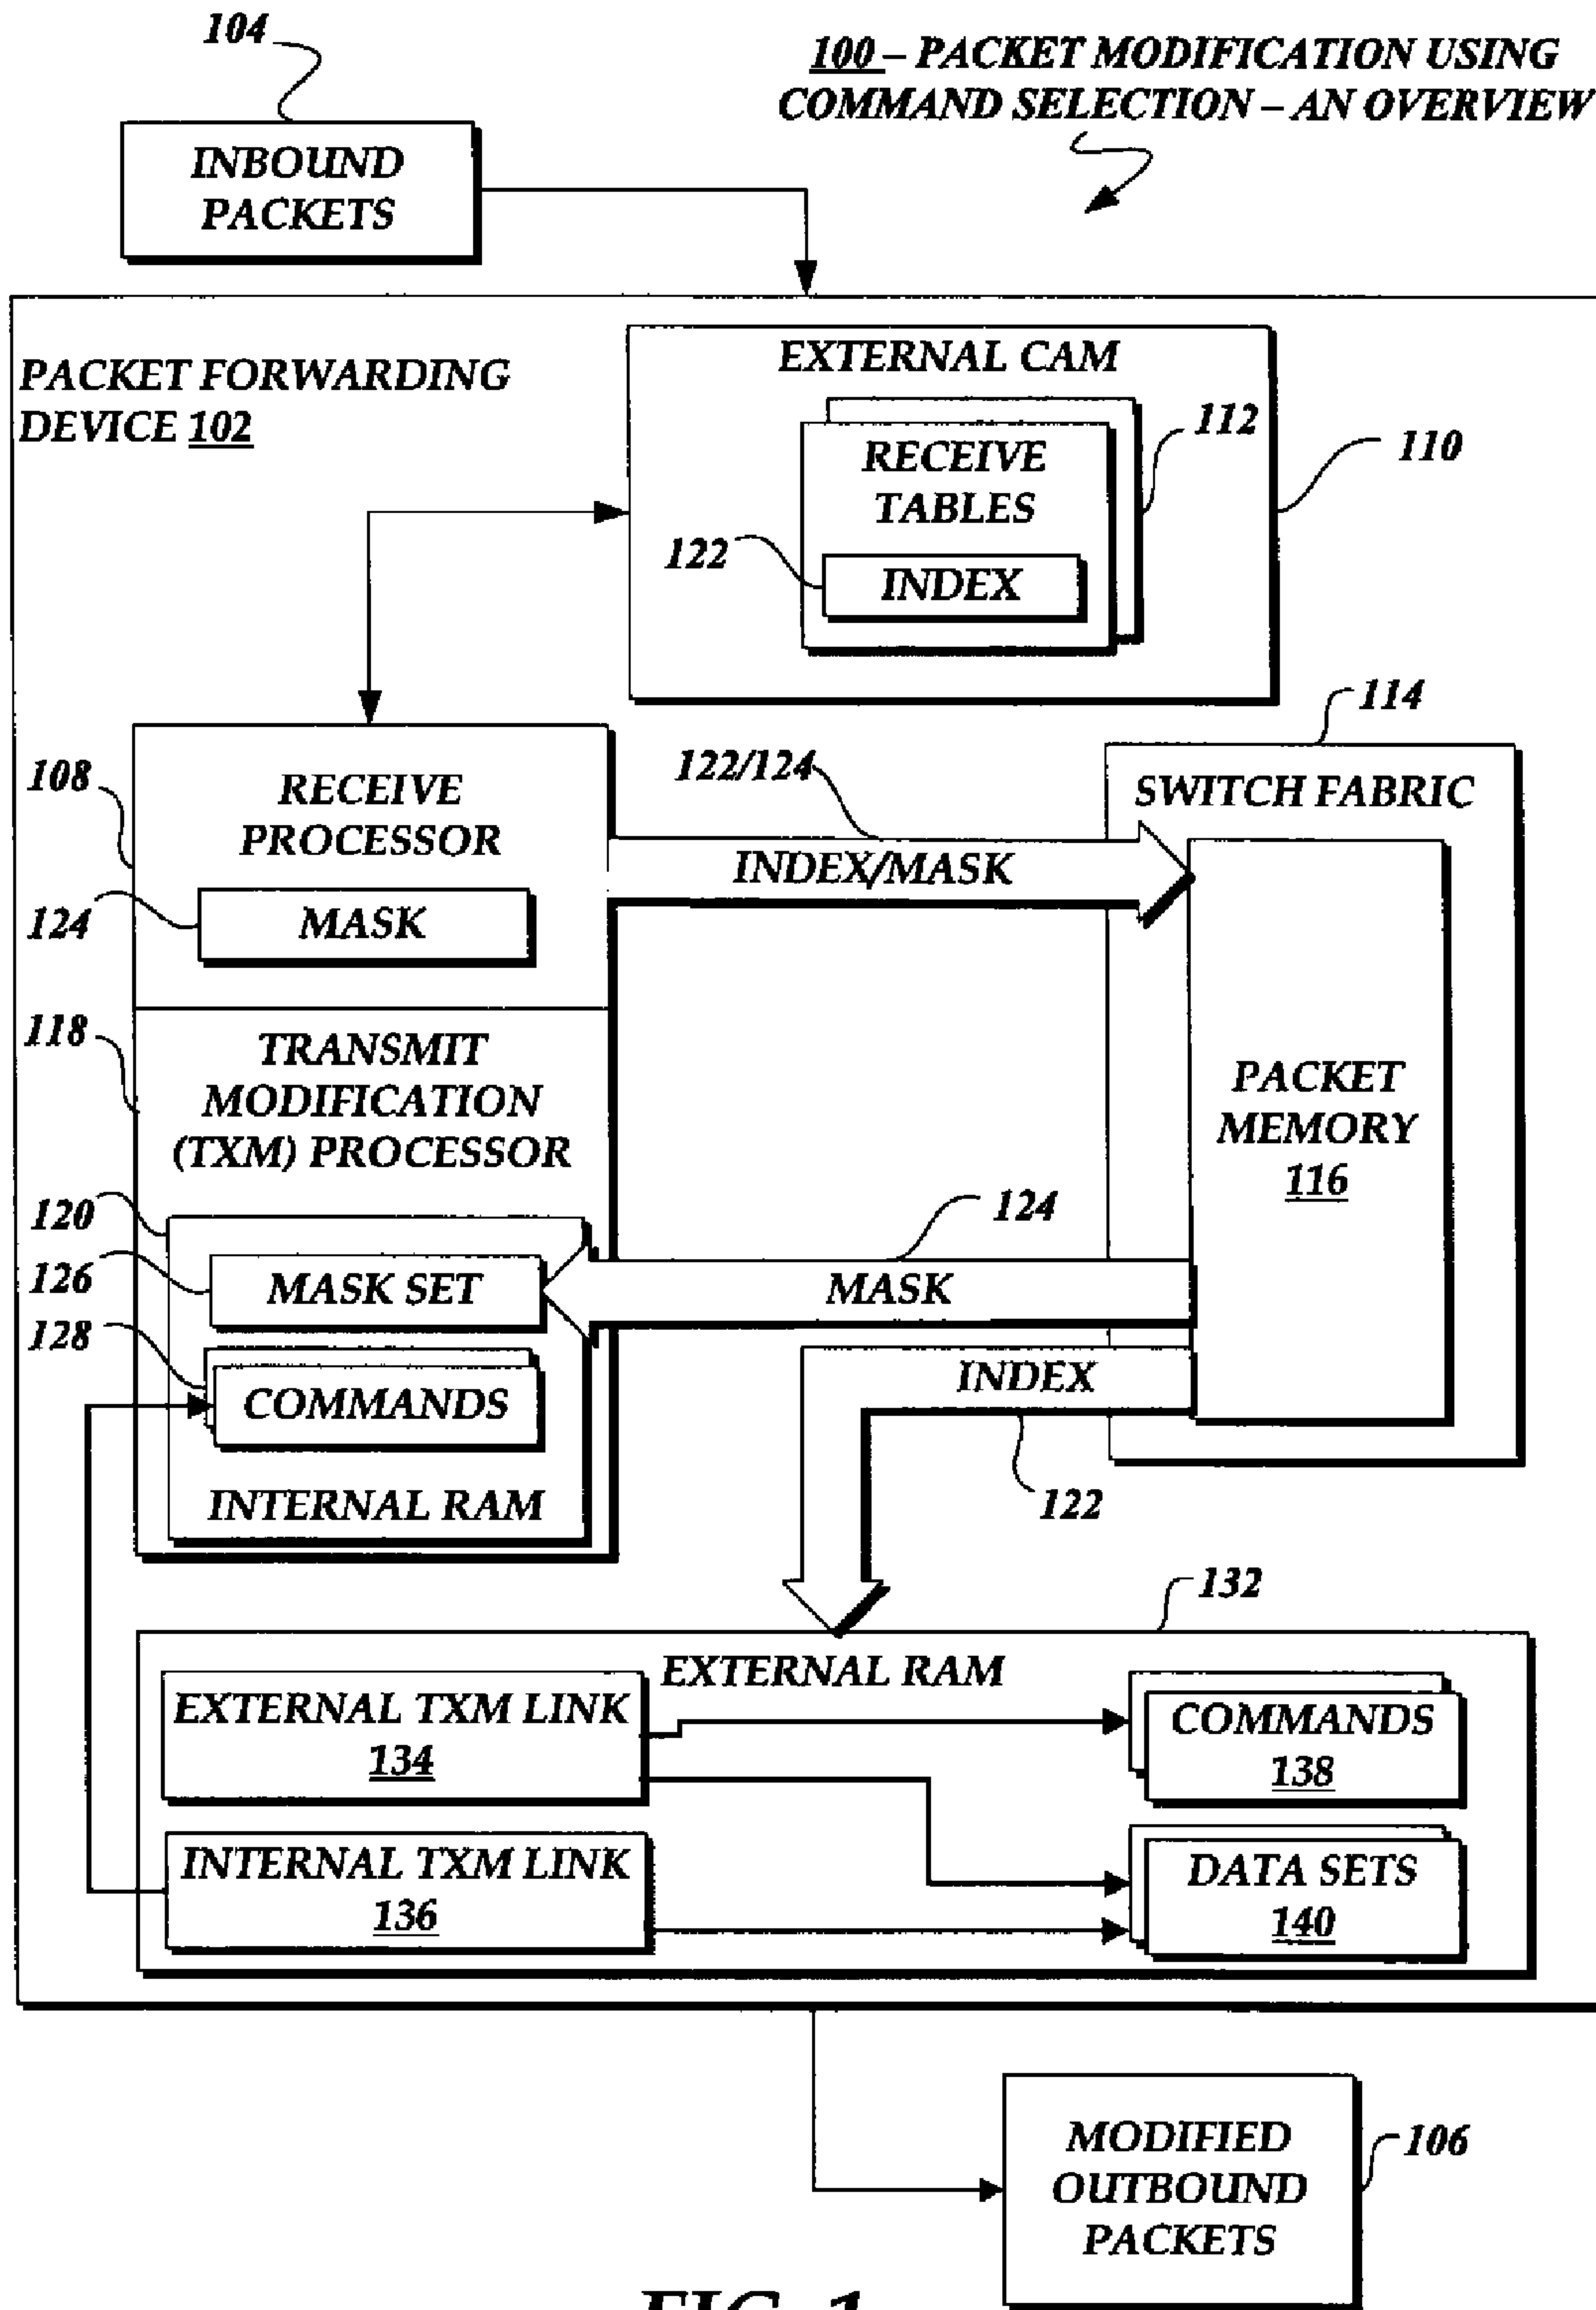 104
100 – PACKET MODIFICATION USING
COMMAND SELECTION – AN OVERVIEW
INBOUND
PACKETS
PACKET FORWARDING
DEVICE 102
EXTERNAL CAM
112
110
RECEIVE
TABLES
122
INDEX
114
108
RECEIVE
PROCESSOR
122/124
SWITCH FABRIC
INDEX/MASK
124
MASK
118
TRANSMIT
MODIFICATION
(TXM) PROCESSOR
PACKET
MEMORY
116
120
124
126
MASK SET
MASK
128
COMMANDS
INDEX
INTERNAL RAM
122
132
EXTERNAL RAM
EXTERNAL TXM LINK
134
COMMANDS
138
INTERNAL TXM LINK
136
DATA SETS
140
MODIFIED
OUTBOUND
PACKETS
106
FIG. 1